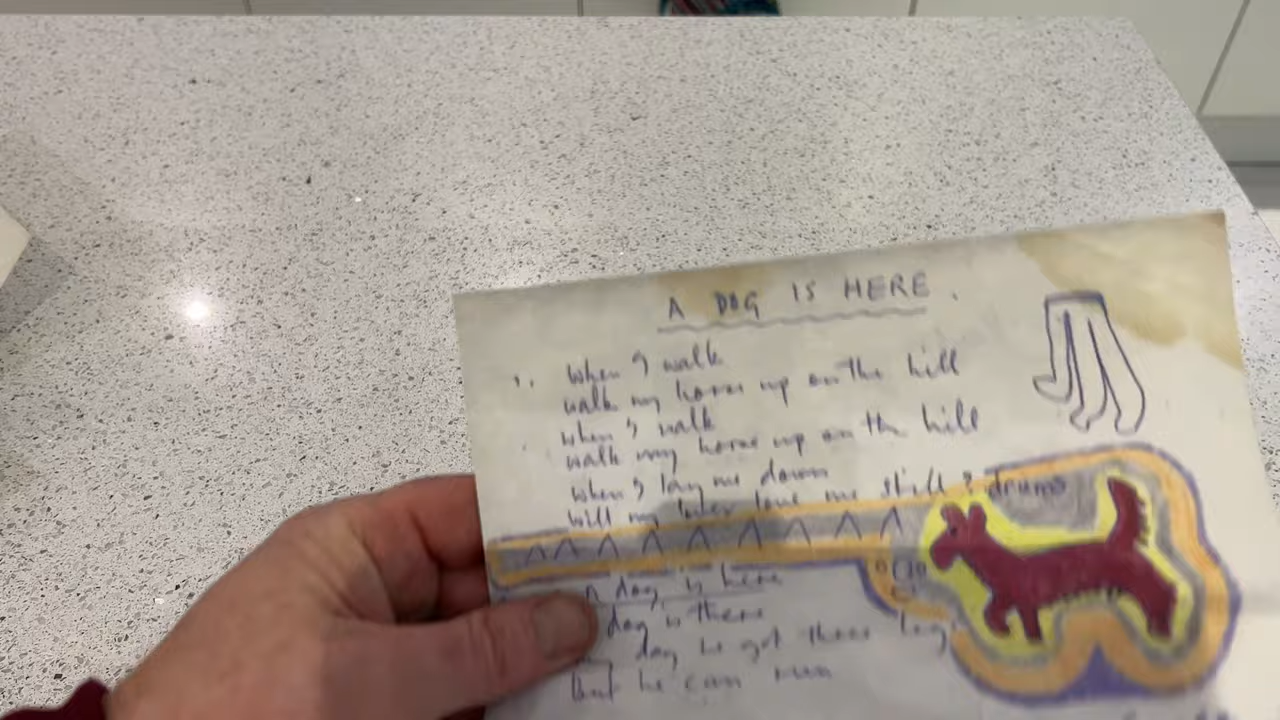 A DOG IS HERE.
1. When I walk
walk my horse up on the hill
when I walk
walk my horse up on the hill
when I lay me down
will my lover love me still ? drums
A dog is here
dog is there
my dog he got three legs
But he can run